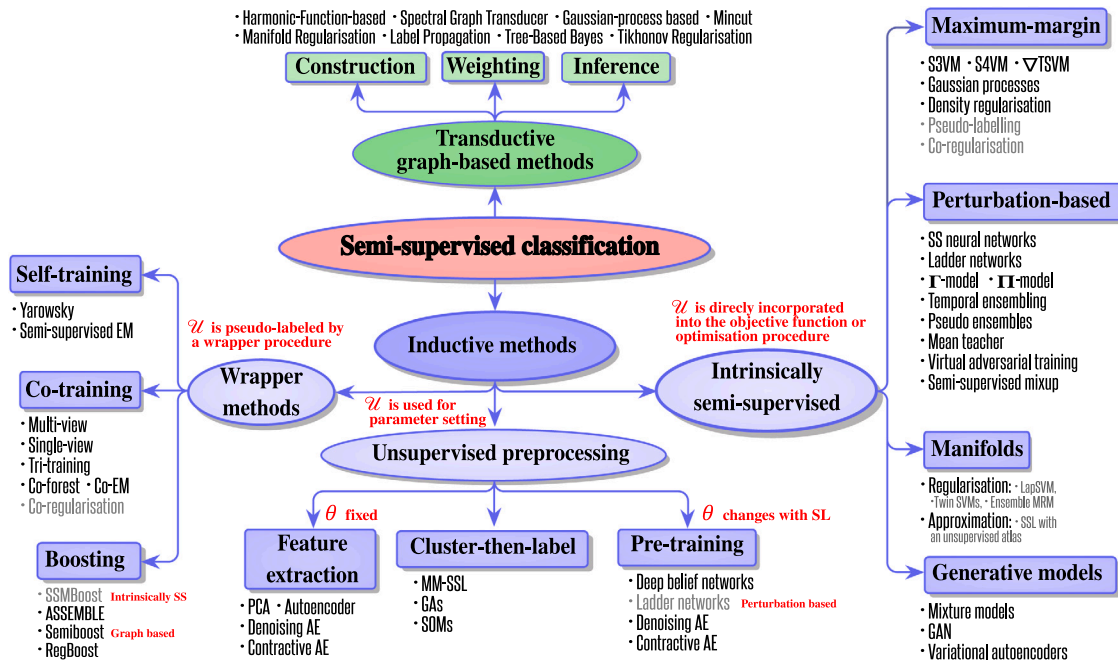 · Harmonic-Function-based · Spectral Graph Transducer · Gaussian-process based · Mincut
· Manifold Regularisation · Label Propagation · Tree-Based Bayes · Tikhonov Regularisation
Construction
Weighting
Inference
Transductive
graph-based methods
Semi-supervised classification
Inductive methods
𝒰 is pseudo-labeled by
a wrapper procedure
𝒰 is direcly incorporated
into the objective function or
optimisation procedure
𝒰 is used for
parameter setting
Wrapper
methods
Self-training
· Yarowsky
· Semi-supervised EM
Co-training
· Multi-view
· Single-view
· Tri-training
· Co-forest · Co-EM
· Co-regularisation
Boosting
· SSMBoost Intrinsically SS
· ASSEMBLE
· Semiboost Graph based
· RegBoost
Unsupervised preprocessing
θ fixed
θ changes with SL
Feature
extraction
· PCA · Autoencoder
· Denoising AE
· Contractive AE
Cluster-then-label
· MM-SSL
· GAs
· SOMs
Pre-training
· Deep belief networks
· Ladder networks Perturbation based
· Denoising AE
· Contractive AE
Intrinsically
semi-supervised
Maximum-margin
· S3VM · S4VM · ▽TSVM
· Gaussian processes
· Density regularisation
· Pseudo-labelling
· Co-regularisation
Perturbation-based
· SS neural networks
· Ladder networks
· Γ-model · Π-model
· Temporal ensembling
· Pseudo ensembles
· Mean teacher
· Virtual adversarial training
· Semi-supervised mixup
Manifolds
· Regularisation: · LapSVM,
· Twin SVMs, · Ensemble MRM
· Approximation: · SSL with
an unsupervised atlas
Generative models
· Mixture models
· GAN
· Variational autoencoders